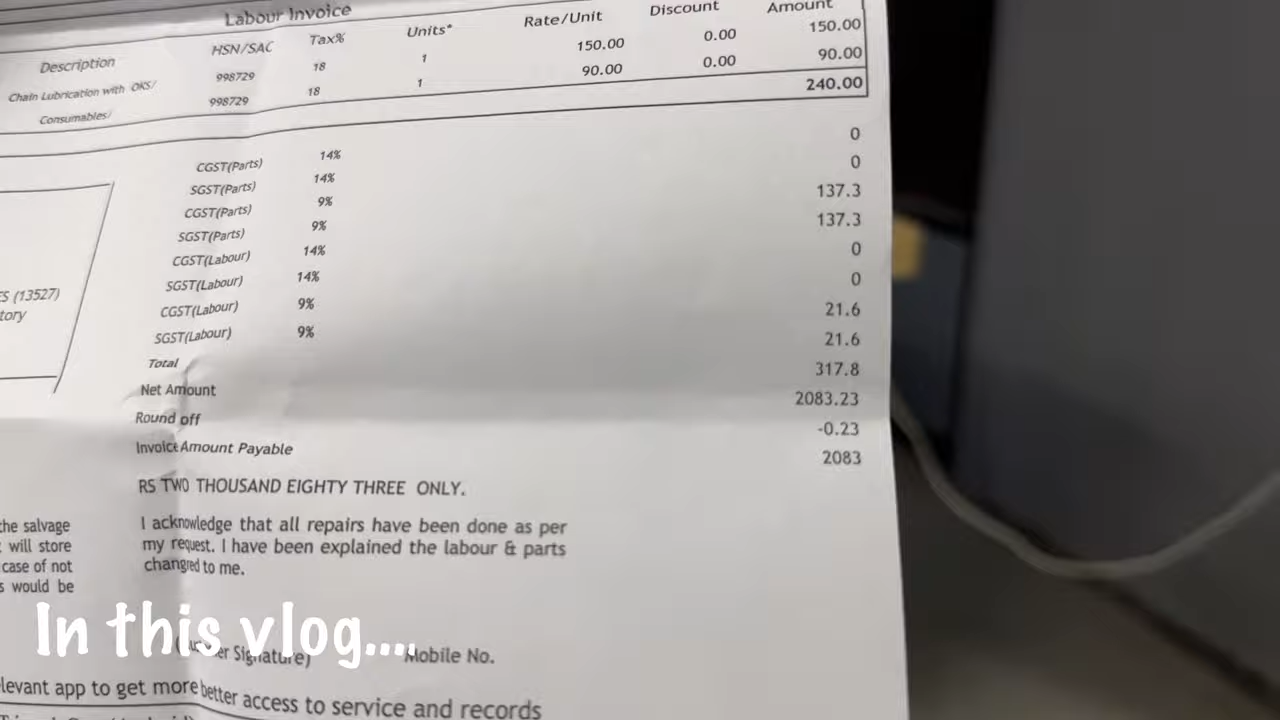 Labour Invoice
Description HSN/SAC Tax% Units* Rate/Unit Discount Amount
Chain Lubrication with OKS/ 998729 18 1 150.00 0.00 150.00
Consumables/ 998729 18 1 90.00 0.00 90.00
240.00
CGST(Parts) 14% 0
SGST(Parts) 14% 0
CGST(Parts) 9% 137.3
SGST(Parts) 9% 137.3
CGST(Labour) 14% 0
SGST(Labour) 14% 0
CGST(Labour) 9% 21.6
SGST(Labour) 9% 21.6
Total 317.8
Net Amount 2083.23
Round off -0.23
Invoice Amount Payable 2083
RS TWO THOUSAND EIGHTY THREE ONLY.
S (13527)
tory
I acknowledge that all repairs have been done as per
my request. I have been explained the labour & parts
changed to me.
the salvage
will store
case of not
s would be
In this vlog....
Signature) Mobile No.
levant app to get more better access to service and records